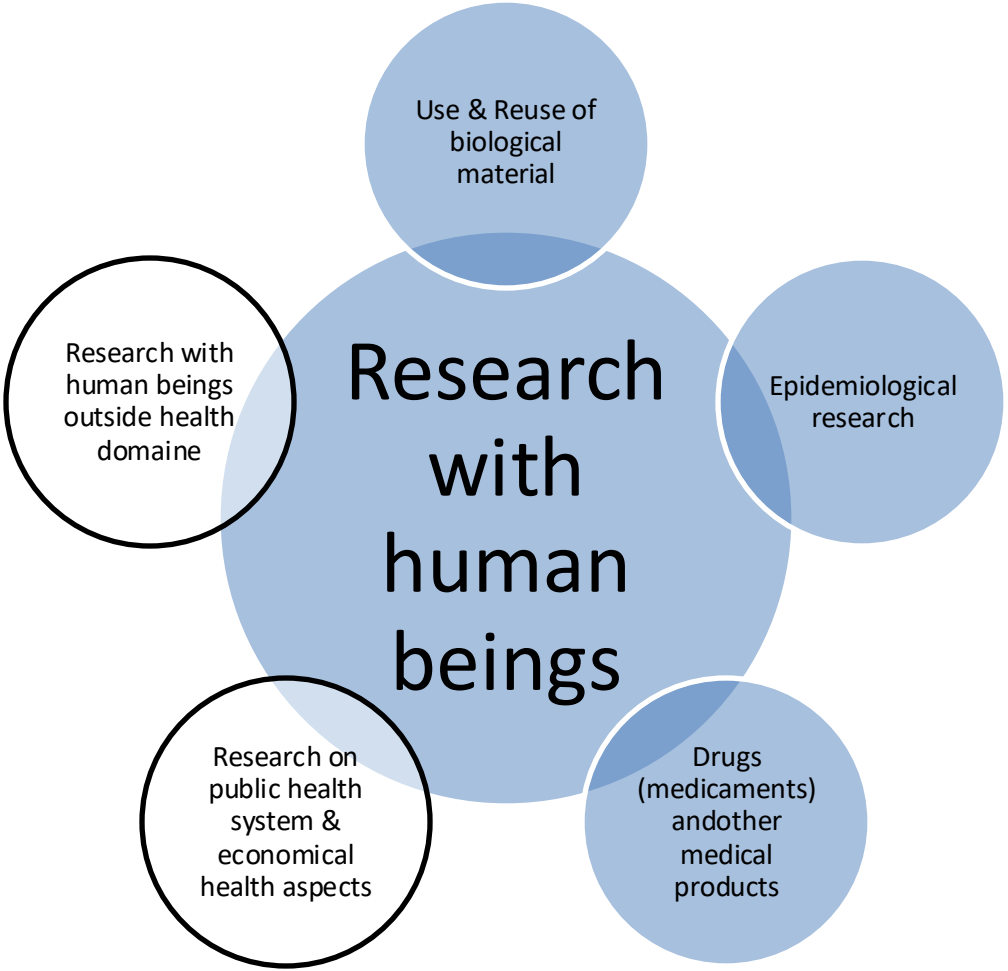 Use & Reuse of
biological
material
Research with
human beings
outside health
domaine
Research
with
human
beings
Epidemiological
research
Research on
public health
system &
economical
health aspects
Drugs
(medicaments)
andother
medical
products